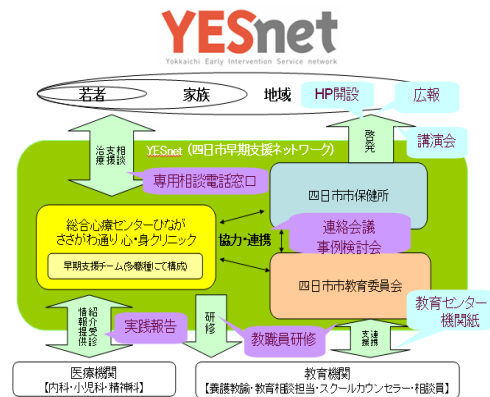 YESnet
Yokkaichi Early Intervention Service network
若者
家族
地域
HP開設
広報
治療
支援
相談
YESnet（四日市早期支援ネットワーク）
啓発
講演会
専用相談電話窓口
四日市市保健所
総合心療センターひなが
ささがわ通り 心・身クリニック
早期支援チーム(多職種にて構成)
協力・連携
連絡会議
事例検討会
四日市市教育委員会
教育センター
機関紙
情報提供
紹介受診
実践報告
研修
教職員研修
支援
連携
医療機関
【内科・小児科・精神科】
教育機関
【養護教諭・教育相談担当・スクールカウンセラー・相談員】